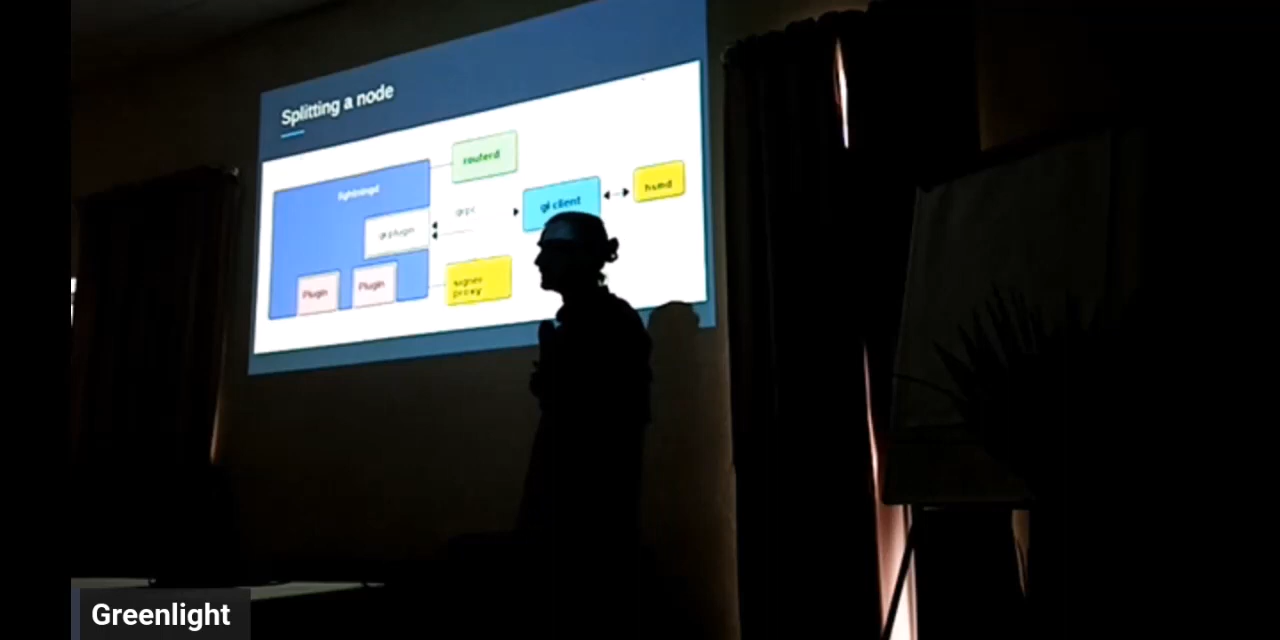 Splitting a node
routerd
lightningd
gl client
hsmd
grpc
gl plugin
Plugin
Plugin
signer
proxy
Greenlight